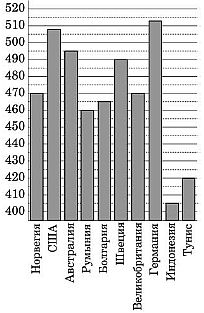 520
510
500
490
480
470
460
450
440
430
420
410
400
Норвегия
США
Австралия
Румыния
Болгария
Швеция
Великобритания
Германия
Индонезия
Тунис